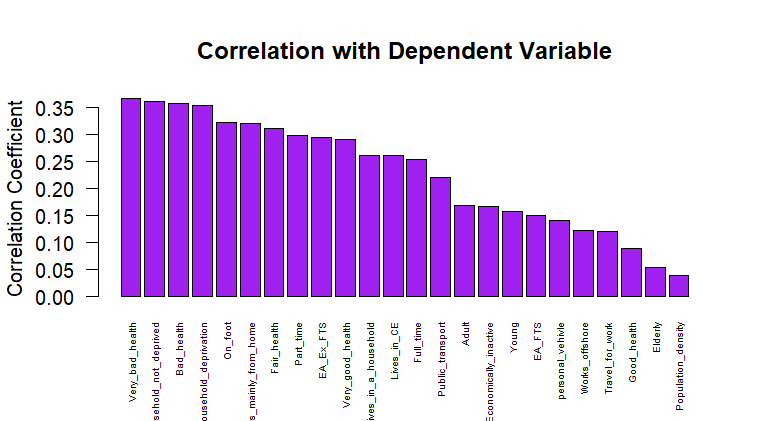 Correlation with Dependent Variable
Correlation Coefficient
0.35
0.30
0.25
0.20
0.15
0.10
0.05
0.00
Very_bad_health
sehold_not_deprived
Bad_health
ousehold_deprivation
On_foot
s_mainly_from_home
Fair_health
Part_time
EA_Ex_FTS
Very_good_health
ives_in_a_household
Lives_in_CE
Full_time
Public_transport
Adult
Economically_inactive
Young
EA_FTS
personal_vehivle
Works_offshore
Travel_for_work
Good_health
Elderly
Population_density